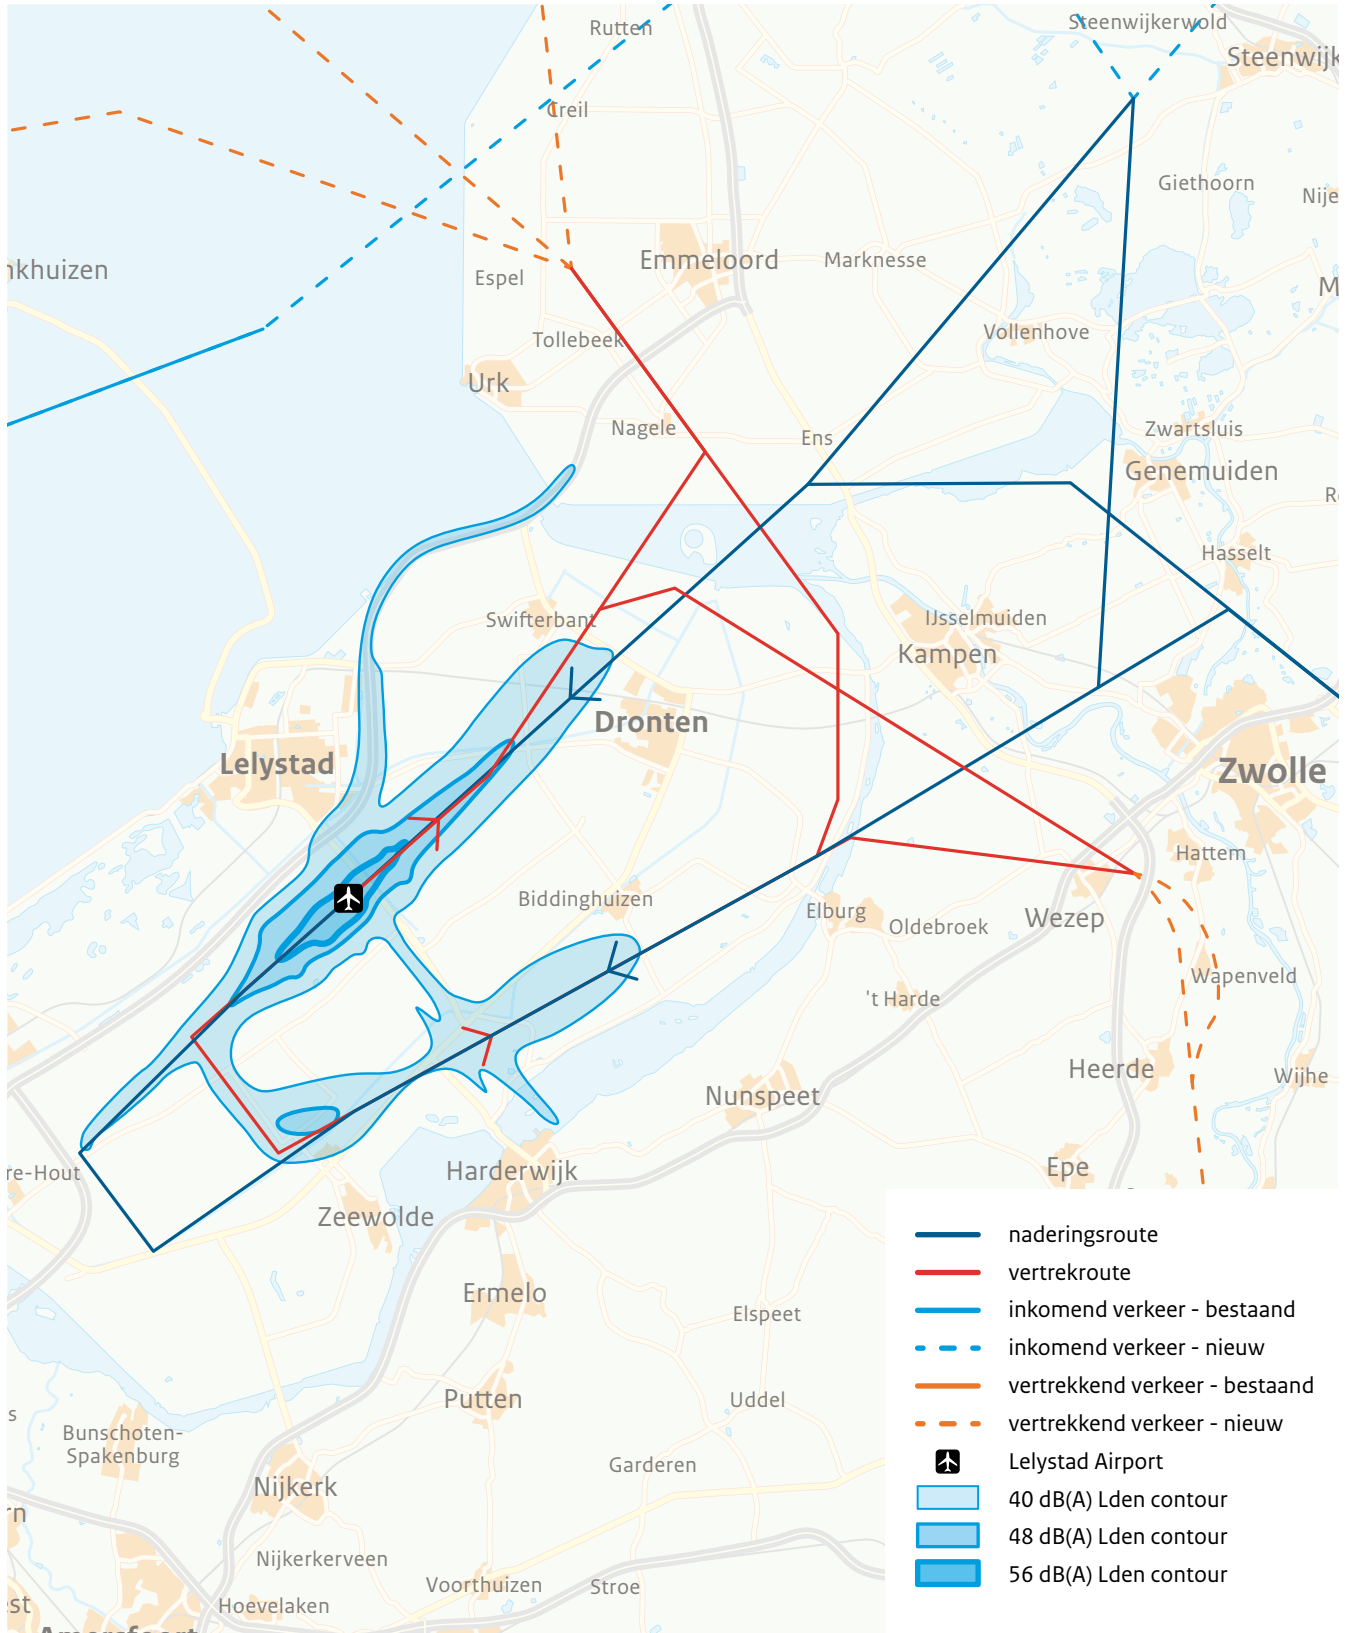 Rutten
Steenwijkerwold
Steenwijk
Creil
Giethoorn
Nije
nkhuizen
Espel
Emmeloord
Marknesse
M
Tollebeek
Vollenhove
Urk
Nagele
Ens
Zwartsluis
Genemuiden
Hasselt
Swifterbant
IJsselmuiden
Kampen
Dronten
Lelystad
Zwolle
Hattem
Biddinghuizen
Elburg
Oldebroek
Wezep
Wapenveld
't Harde
Heerde
Wijhe
Nunspeet
re-Hout
Harderwijk
Epe
Zeewolde
Ermelo
Elspeet
Putten
Uddel
s
Bunschoten-
Spakenburg
Garderen
Nijkerk
rn
Nijkerkerveen
Voorthuizen
Stroe
st
Hoevelaken
Amersfoort
naderingsroute
vertrekroute
inkomend verkeer - bestaand
inkomend verkeer - nieuw
vertrekkend verkeer - bestaand
vertrekkend verkeer - nieuw
Lelystad Airport
40 dB(A) Lden contour
48 dB(A) Lden contour
56 dB(A) Lden contour